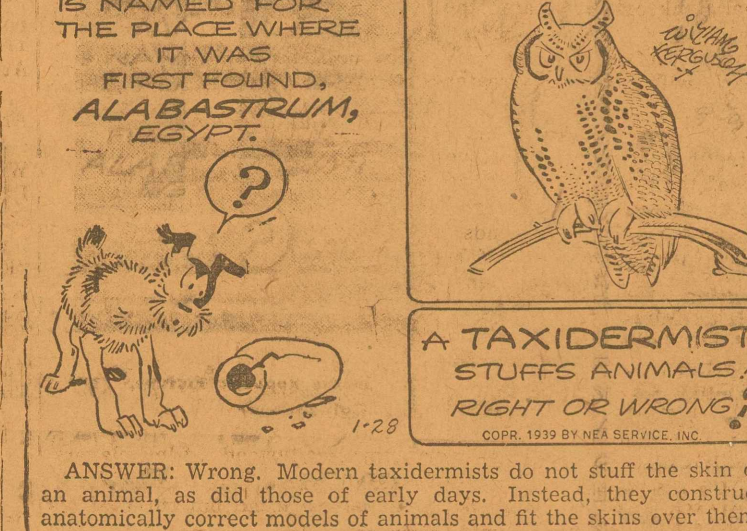 IS NAMED FOR
THE PLACE WHERE
IT WAS
FIRST FOUND,
ALABASTRUM,
EGYPT.
?
1-28
WILLIAM
FERGUSON
A TAXIDERMIST
STUFFS ANIMALS.
RIGHT OR WRONG?
COPR. 1939 BY NEA SERVICE, INC.
ANSWER: Wrong. Modern taxidermists do not stuff the skin
an animal, as did those of early days. Instead, they construc
anatomically correct models of animals and fit the skins over them